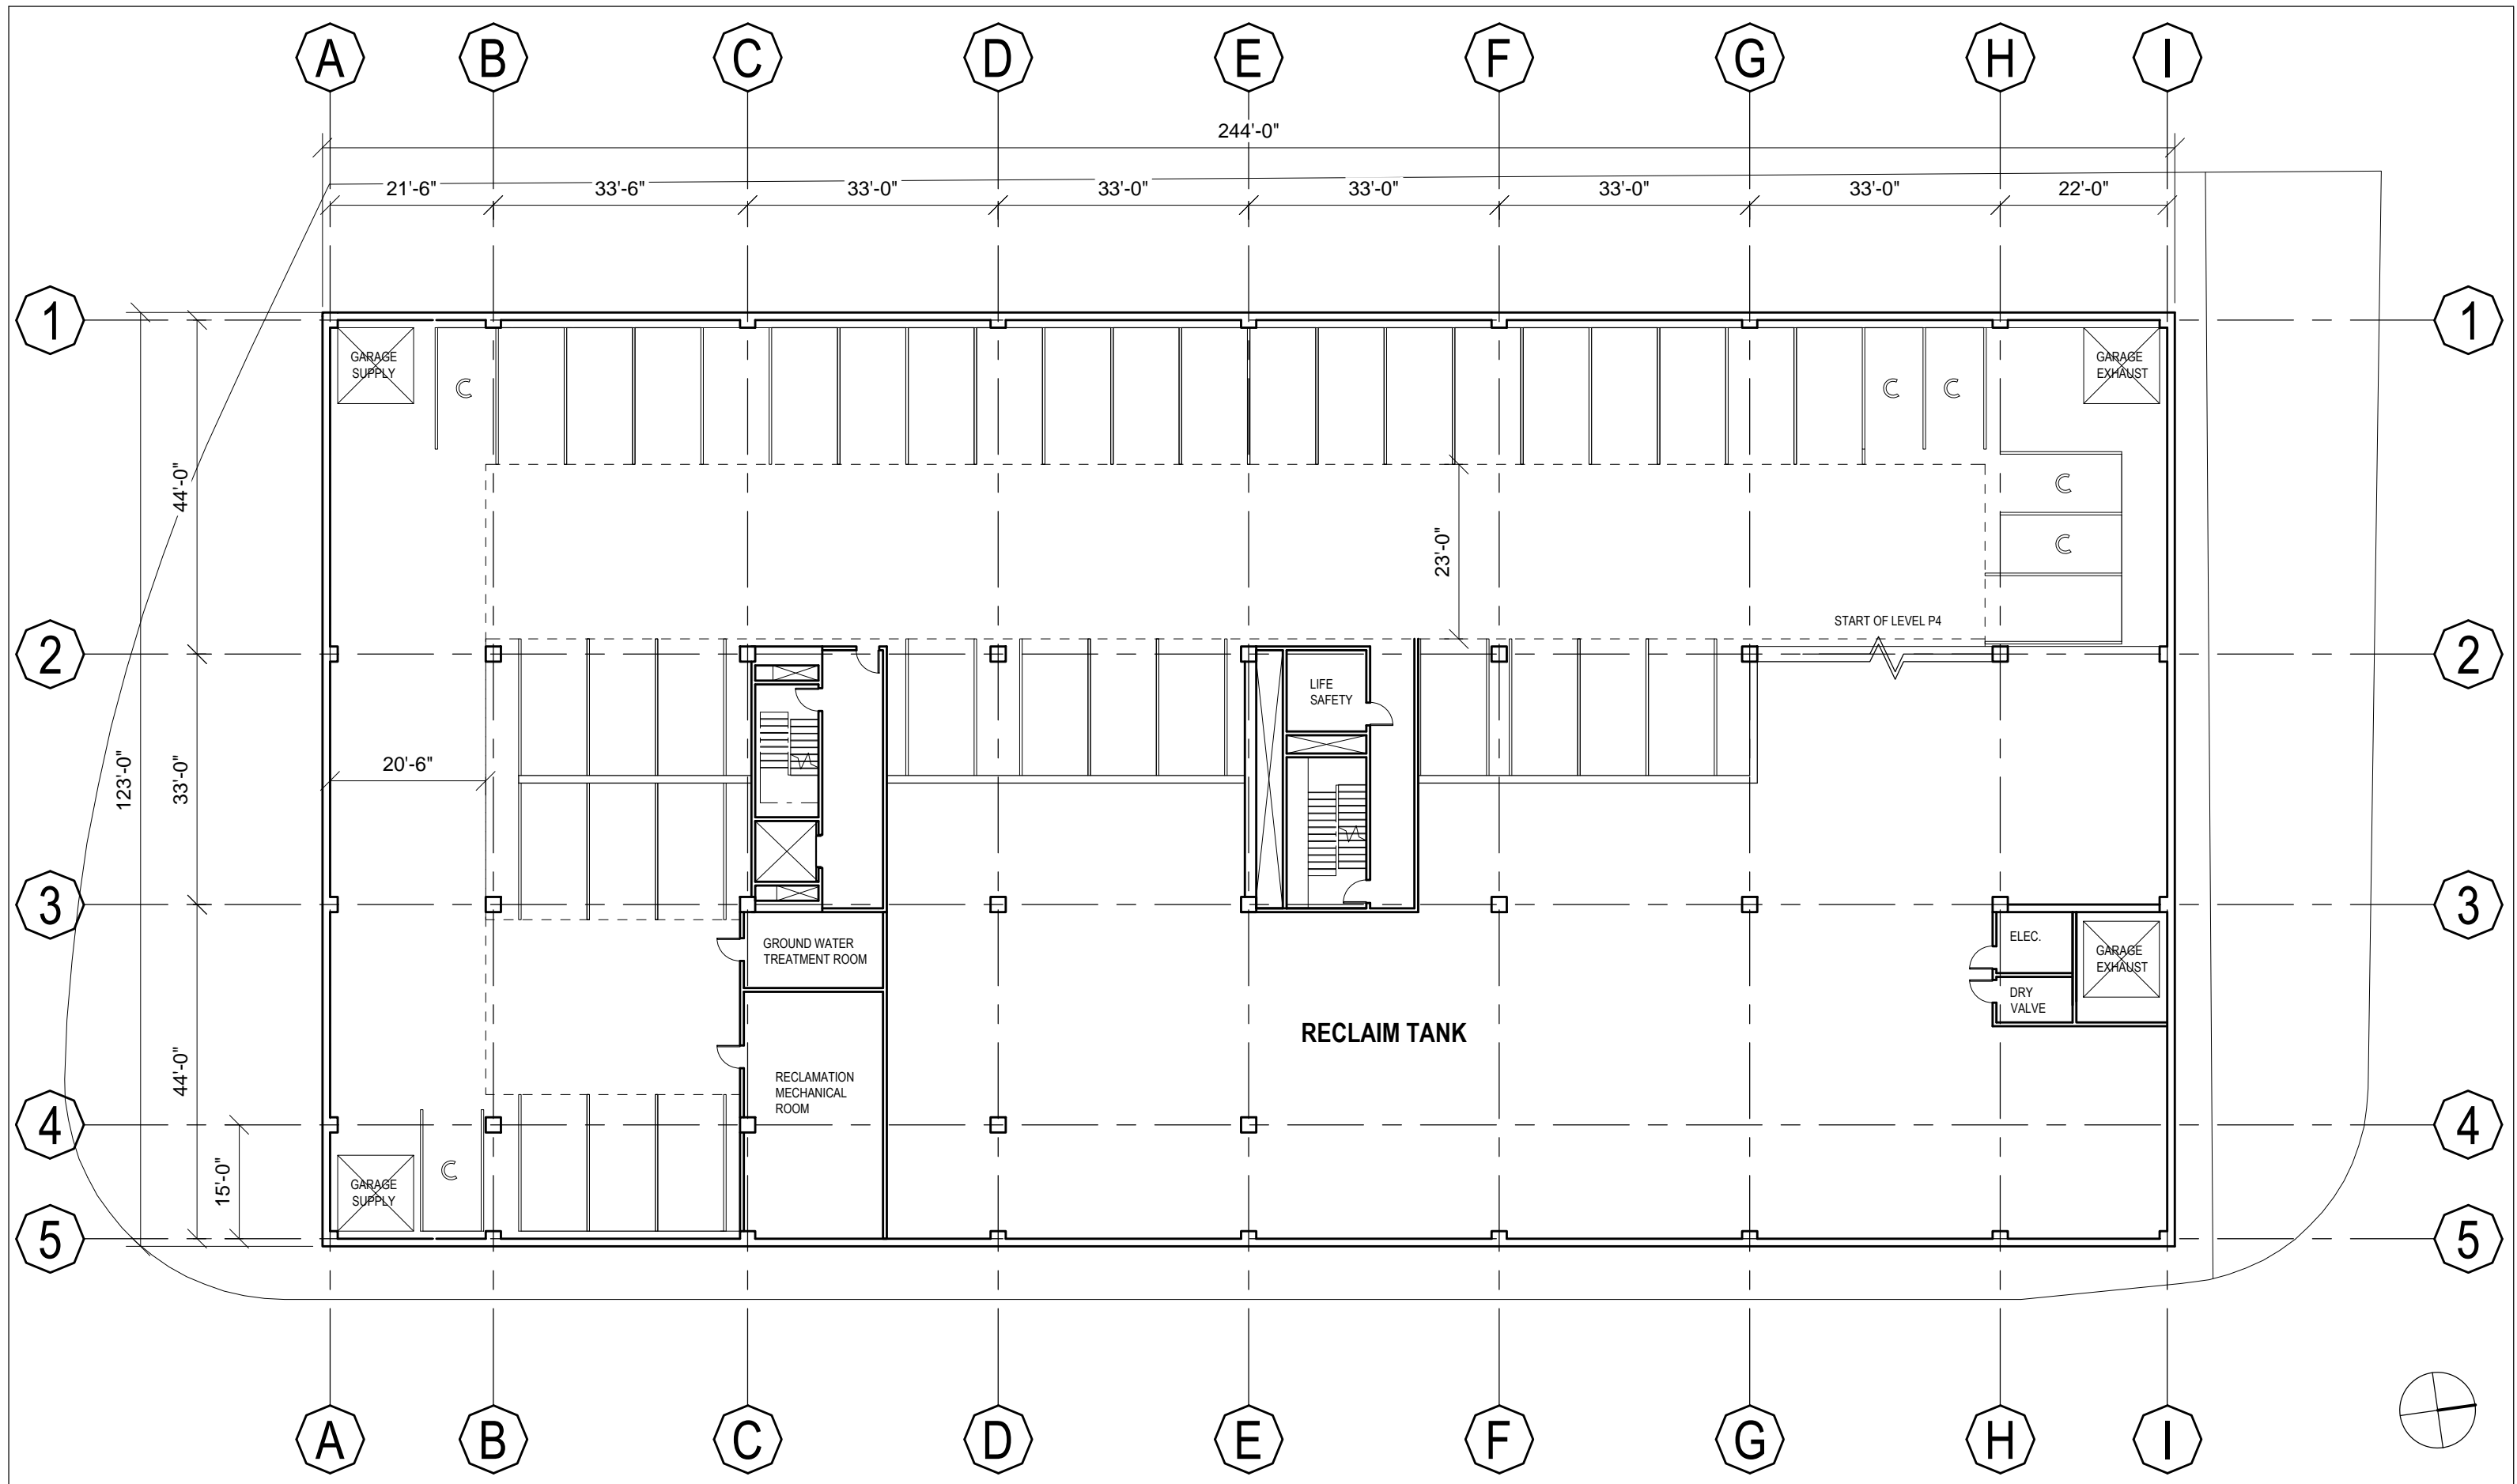 A B C D E F G H I
244'-0"
21'-6" 33'-6" 33'-0" 33'-0" 33'-0" 33'-0" 33'-0" 22'-0"
1 1
GARAGE
SUPPLY
C C C
GARAGE
EXHAUST
44'-0"
C
23'-0"
C
START OF LEVEL P4
2 2
LIFE
SAFETY
123'-0"
33'-0"
20'-6"
3 3
GROUND WATER
TREATMENT ROOM
ELEC.
GARAGE
EXHAUST
DRY
VALVE
RECLAIM TANK
44'-0"
RECLAMATION
MECHANICAL
ROOM
4 4
15'-0"
GARAGE
SUPPLY
C
5 5
A B C D E F G H I